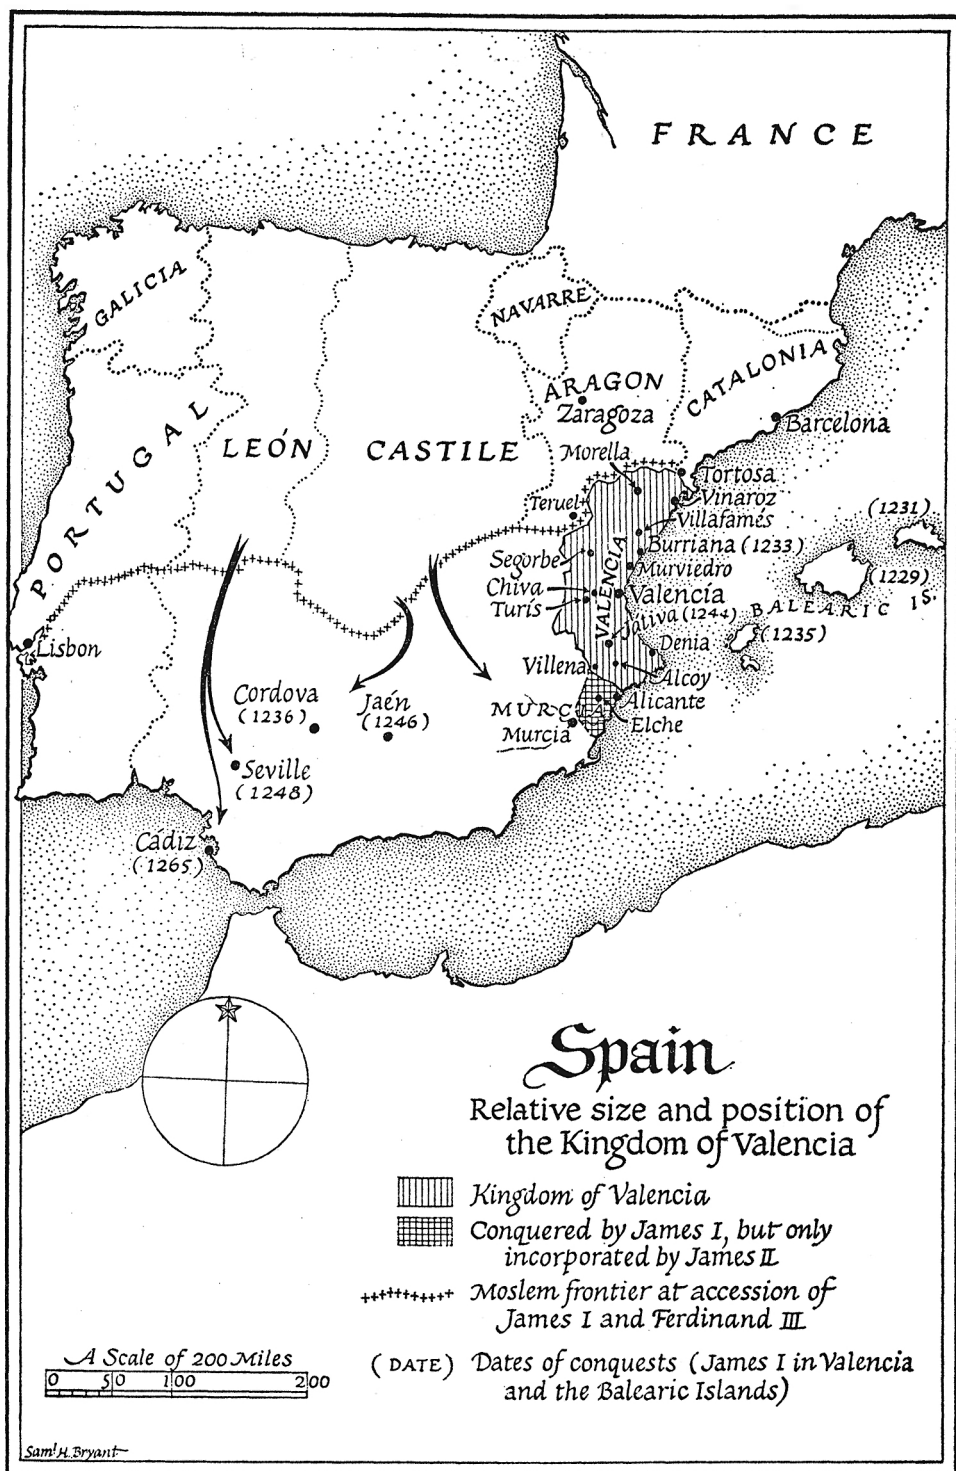 FRANCE
GALICIA
NAVARRE
ARAGON
Zaragoza
CATALONIA
Barcelona
PORTUGAL
LEÓN
CASTILE
Morella
Tortosa
Vinaroz
Teruel
Villafamés
(1231)
Segorbe
Burriana (1233)
Murviedro
(1229)
Chiva
VALENCIA
Valencia
Turís
Játiva (1244)
BALEARIC IS.
(1235)
Lisbon
Denia
Villena
Alcoy
Cordova
(1236)
Jaén
(1246)
MURCIA
Alicante
Murcia
Elche
Seville
(1248)
Cádiz
(1265)
Spain
Relative size and position of
the Kingdom of Valencia
Kingdom of Valencia
Conquered by James I, but only
incorporated by James II
Moslem frontier at accession of
James I and Ferdinand III
(DATE) Dates of conquests (James I in Valencia
and the Balearic Islands)
A Scale of 200 Miles
0 50 100 200
Saml H. Bryant